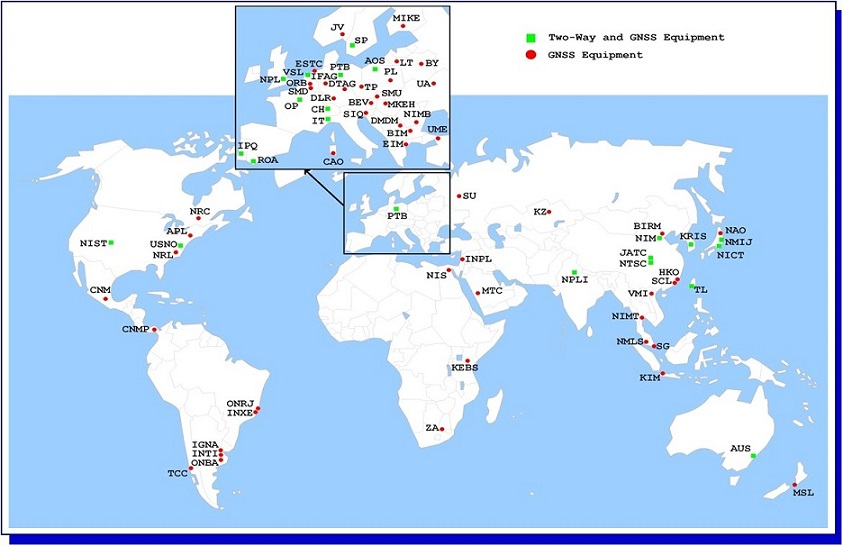 Two-Way and GNSS Equipment
GNSS Equipment
MIKE
JV
SP
ESTC
AOS
LT
BY
VSL
PTB
NPL
IFAG
PL
ORB
DTAG
TP
UA
SMD
SMU
DLR
OP
BEV
MKEH
CH
SIQ
NIMB
IT
DMDM
UME
BIM
EIM
IPQ
ROA
CAO
SU
PTB
KZ
NRC
APL
USNO
NIST
NRL
BIRM
NAO
NIM
KRIS
NMIJ
NICT
JATC
NTSC
INPL
NIS
NPLI
HKO
SCL
TL
CNM
MTC
VMI
CNMP
NIMT
NMLS
SG
KEBS
KIM
ONRJ
INXE
ZA
IGNA
INTI
ONBA
TCC
AUS
MSL